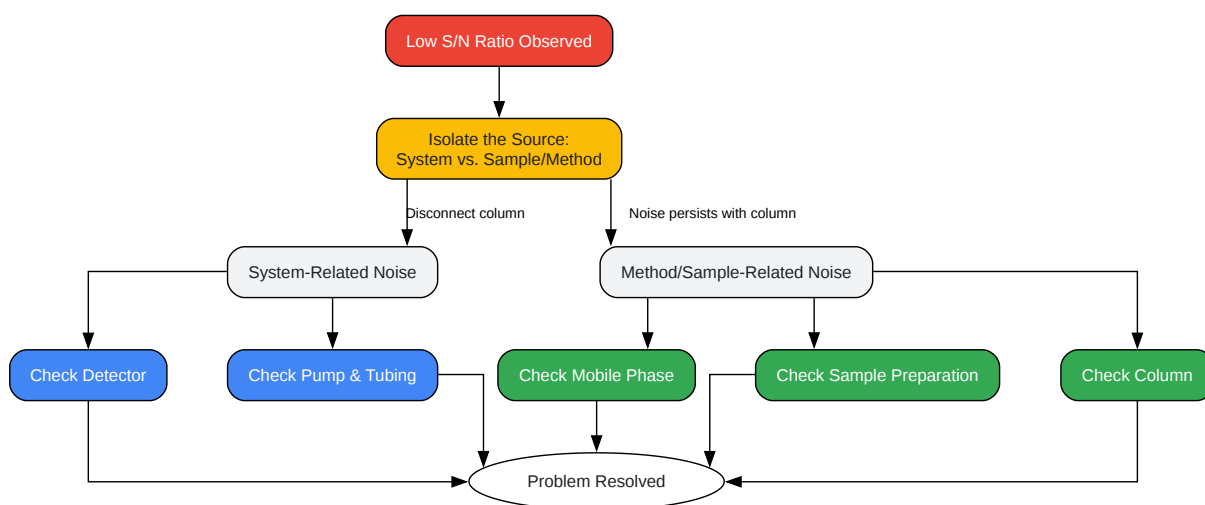 Low S/N Ratio Observed
Isolate the Source:
System vs. Sample/Method
Disconnect column
Noise persists with column
System-Related Noise
Method/Sample-Related Noise
Check Detector
Check Pump & Tubing
Check Mobile Phase
Check Sample Preparation
Check Column
Problem Resolved